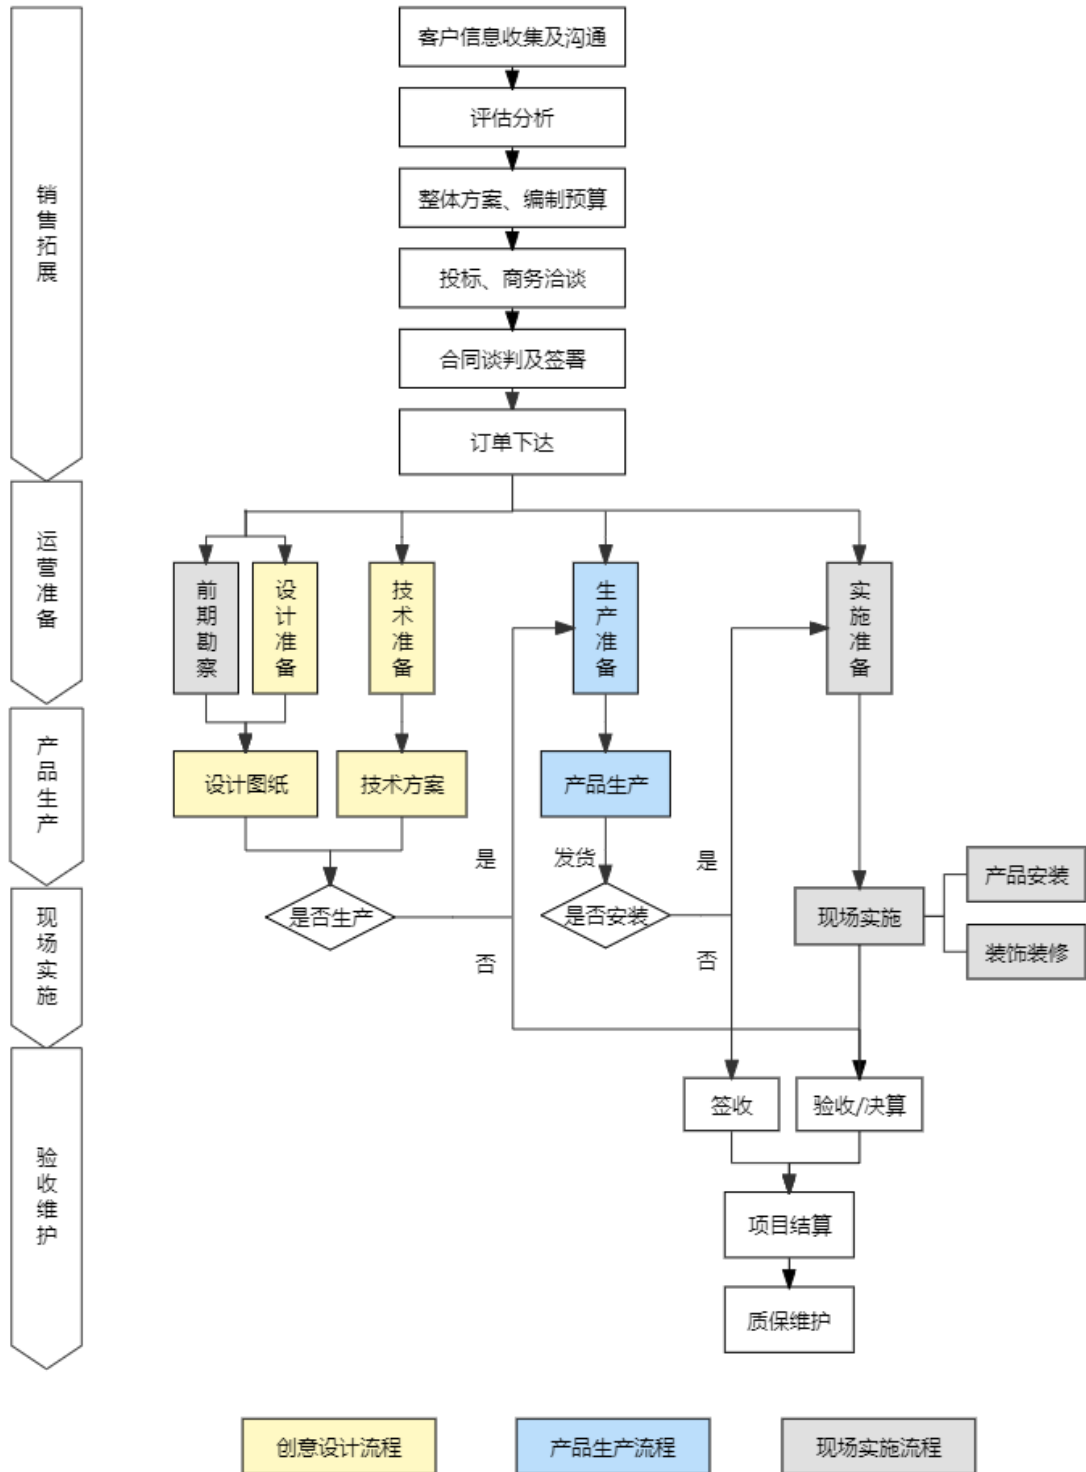 客户信息收集及沟通
评估分析
整体方案、编制预算
投标、商务洽谈
合同谈判及签署
订单下达
销售拓展
运营准备
前期勘察
设计准备
技术准备
生产准备
实施准备
产品生产
设计图纸
技术方案
产品生产
是
发货
是
产品安装
现场实施
是否生产
是否安装
现场实施
装饰装修
否
否
签收
验收/决算
验收维护
项目结算
质保维护
创意设计流程
产品生产流程
现场实施流程